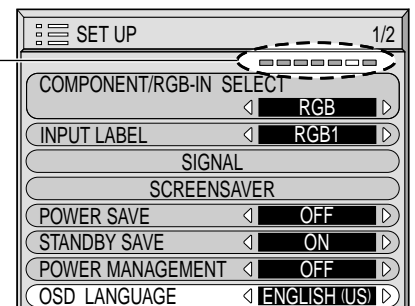 SET UP 1/2
COMPONENT/RGB-IN SELECT
RGB
INPUT LABEL RGB1
SIGNAL
SCREENSAVER
POWER SAVE OFF
STANDBY SAVE ON
POWER MANAGEMENT OFF
OSD LANGUAGE ENGLISH (US)